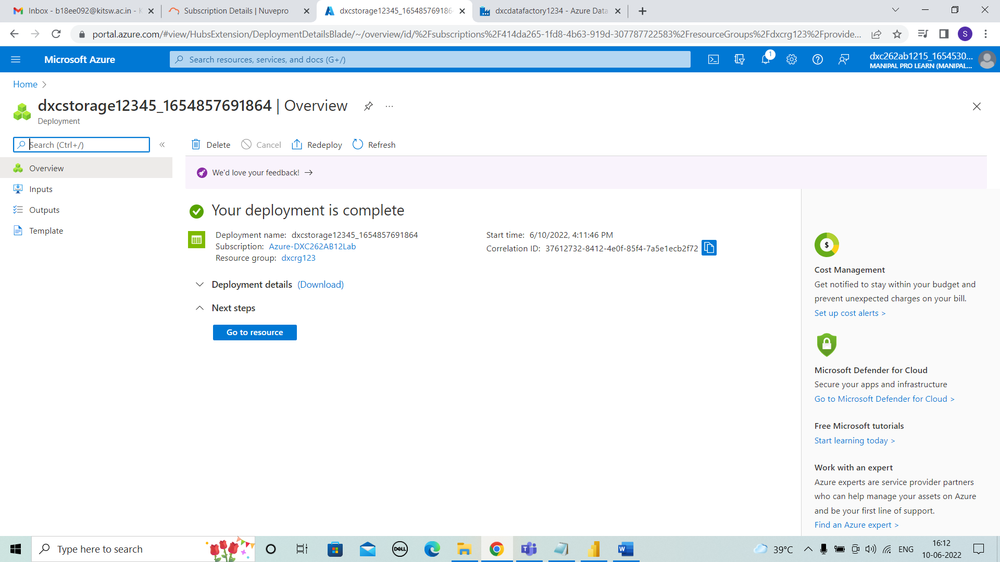 Inbox - b18ee092@kitsw.ac.in - K
Subscription Details | Nuvepro
dxcstorage12345_1654857691864
dxcdatafactory1234 - Azure Data
portal.azure.com/#view/HubsExtension/DeploymentDetailsBlade/~/overview/id/%2Fsubscriptions%2F414da265-1fd8-4b63-919d-307787722583%2FresourceGroups%2Fdxcrg123%2Fprovide...
S
Microsoft Azure
Search resources, services, and docs (G+/)
1
dxc262ab1215_1654530...
MANIPAL PRO LEARN (MANIPAL...
Home
dxcstorage12345_1654857691864 | Overview
Deployment
Search (Ctrl+/)
Delete
Cancel
Redeploy
Refresh
Overview
Inputs
Outputs
Template
We'd love your feedback!
Your deployment is complete
Deployment name: dxcstorage12345_1654857691864
Subscription: Azure-DXC262AB12Lab
Resource group: dxcrg123
Start time: 6/10/2022, 4:11:46 PM
Correlation ID: 37612732-8412-4e0f-85f4-7a5e1ecb2f72
Deployment details (Download)
Next steps
Go to resource
$
Cost Management
Get notified to stay within your budget and
prevent unexpected charges on your bill.
Set up cost alerts >
Microsoft Defender for Cloud
Secure your apps and infrastructure
Go to Microsoft Defender for Cloud >
Free Microsoft tutorials
Start learning today >
Work with an expert
Azure experts are service provider partners
who can help manage your assets on Azure
and be your first line of support.
Find an Azure expert >
Type here to search
DELL
39°C
ENG
16:12
10-06-2022